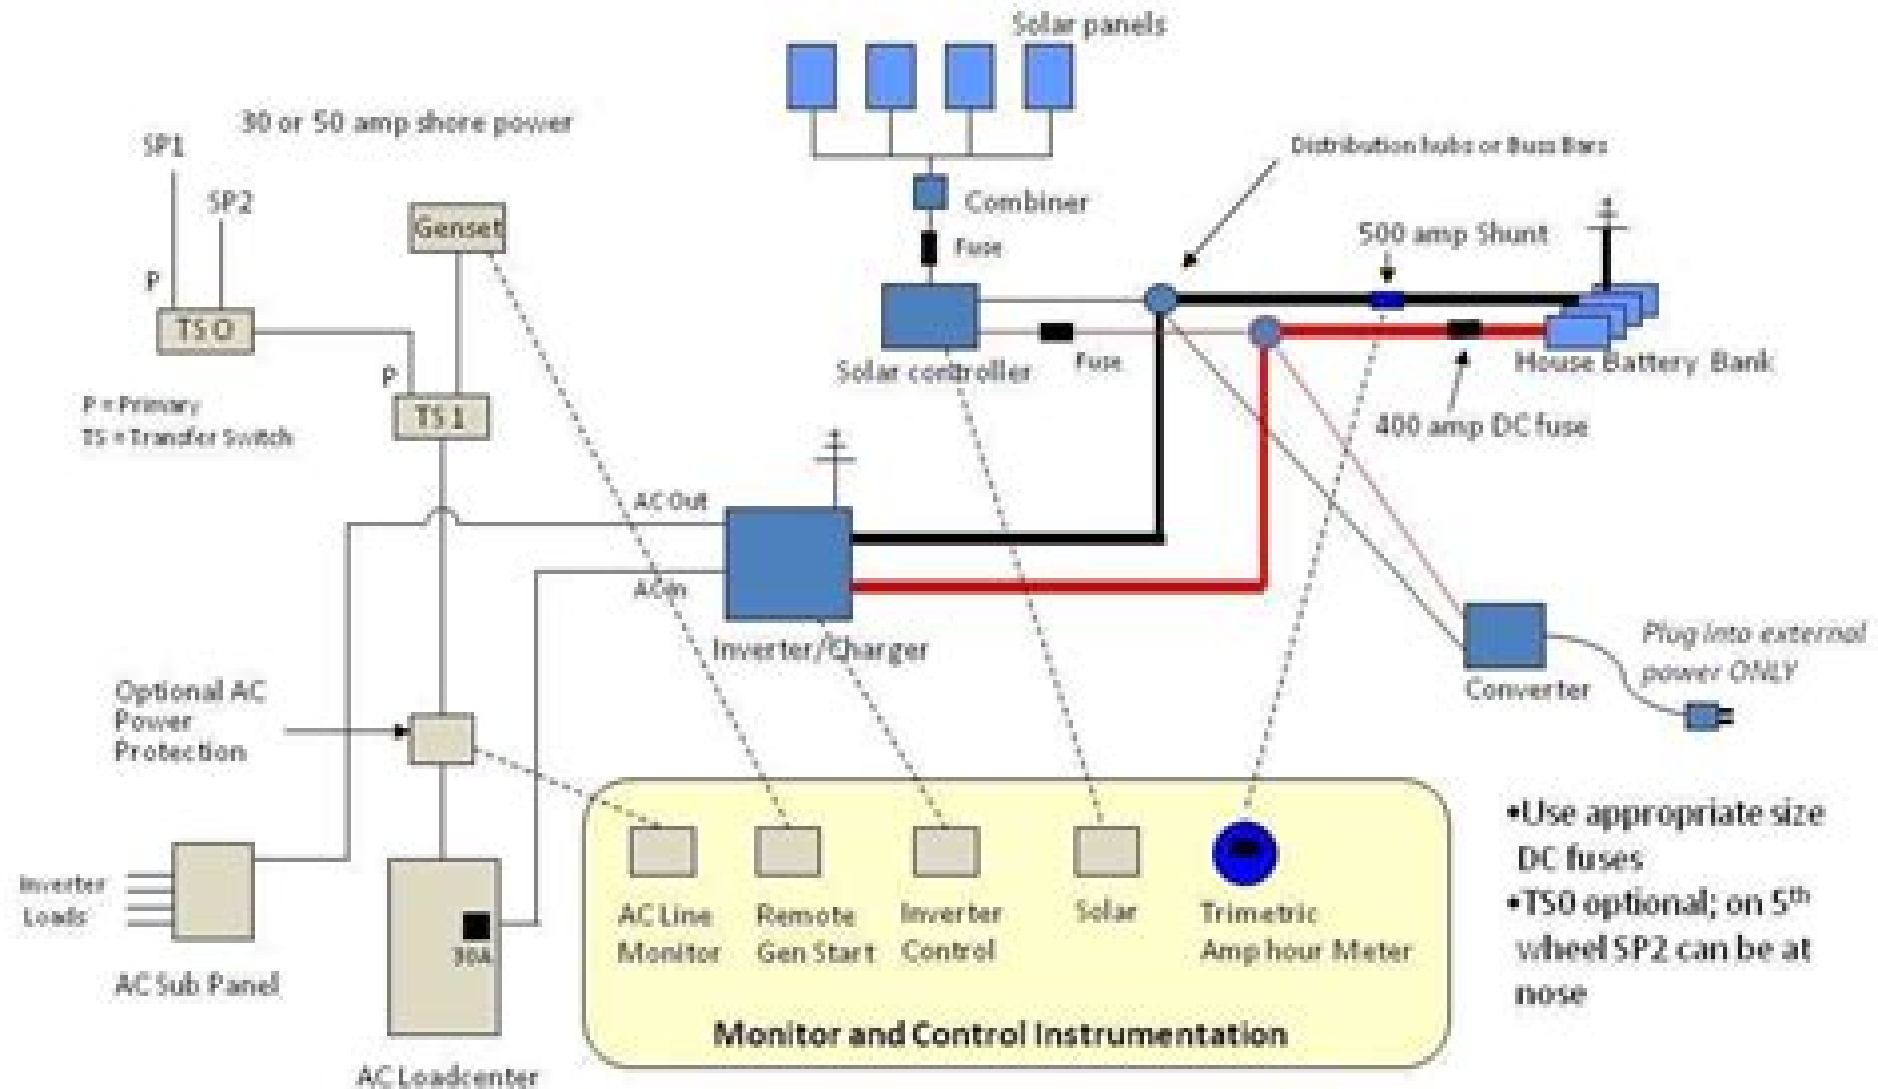 Solar panels
30 or 50 amp shore power
SP1
SP2
Genset
Combiner
Fuse
Distribution hubs or Buss Bars
500 amp Shunt
P
TS 0
Solar controller
Fuse
House Battery Bank
400 amp DC fuse
P
TS 1
P = Primary
TS = Transfer Switch
AC Out
AC In
Inverter/Charger
Plug into external
power ONLY
Converter
Optional AC
Power
Protection
Inverter
Loads
AC Sub Panel
30A
AC Loadcenter
AC Line
Monitor
Remote
Gen Start
Inverter
Control
Solar
Trimetric
Amp hour Meter
Monitor and Control Instrumentation
•Use appropriate size
DC fuses
•TS0 optional; on 5th
wheel SP2 can be at
nose